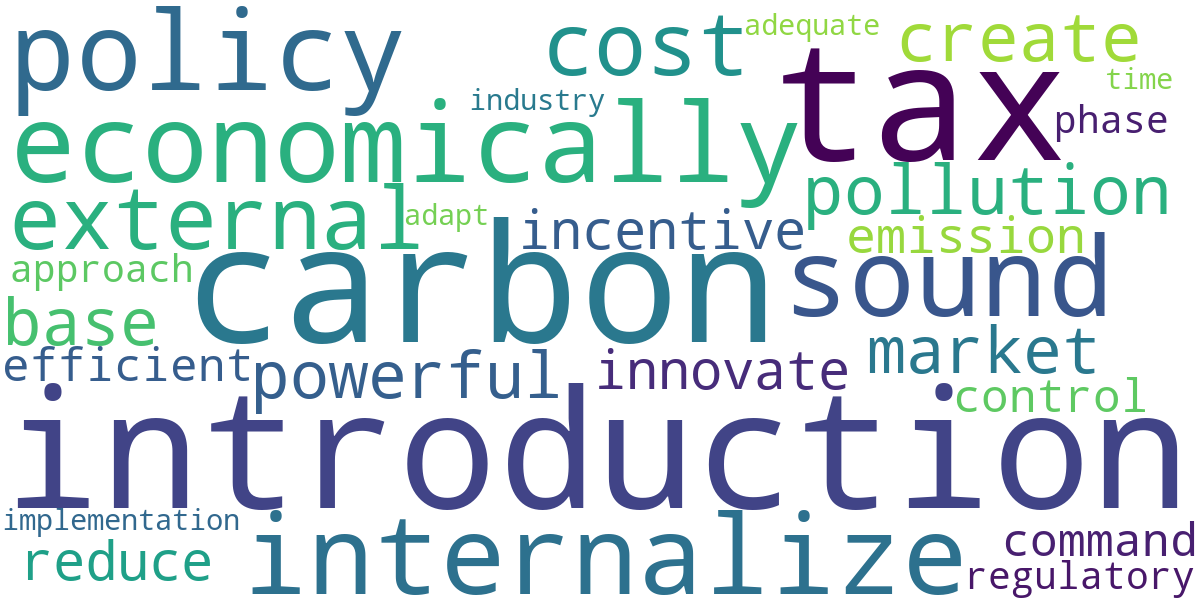 policy cost adequate create
tax time
industry phase
economically
pollution
external adapt incentive emission
carbon sound
approach
base market
efficient powerful innovate control
introduction
implementation
internalize command
reduce regulatory